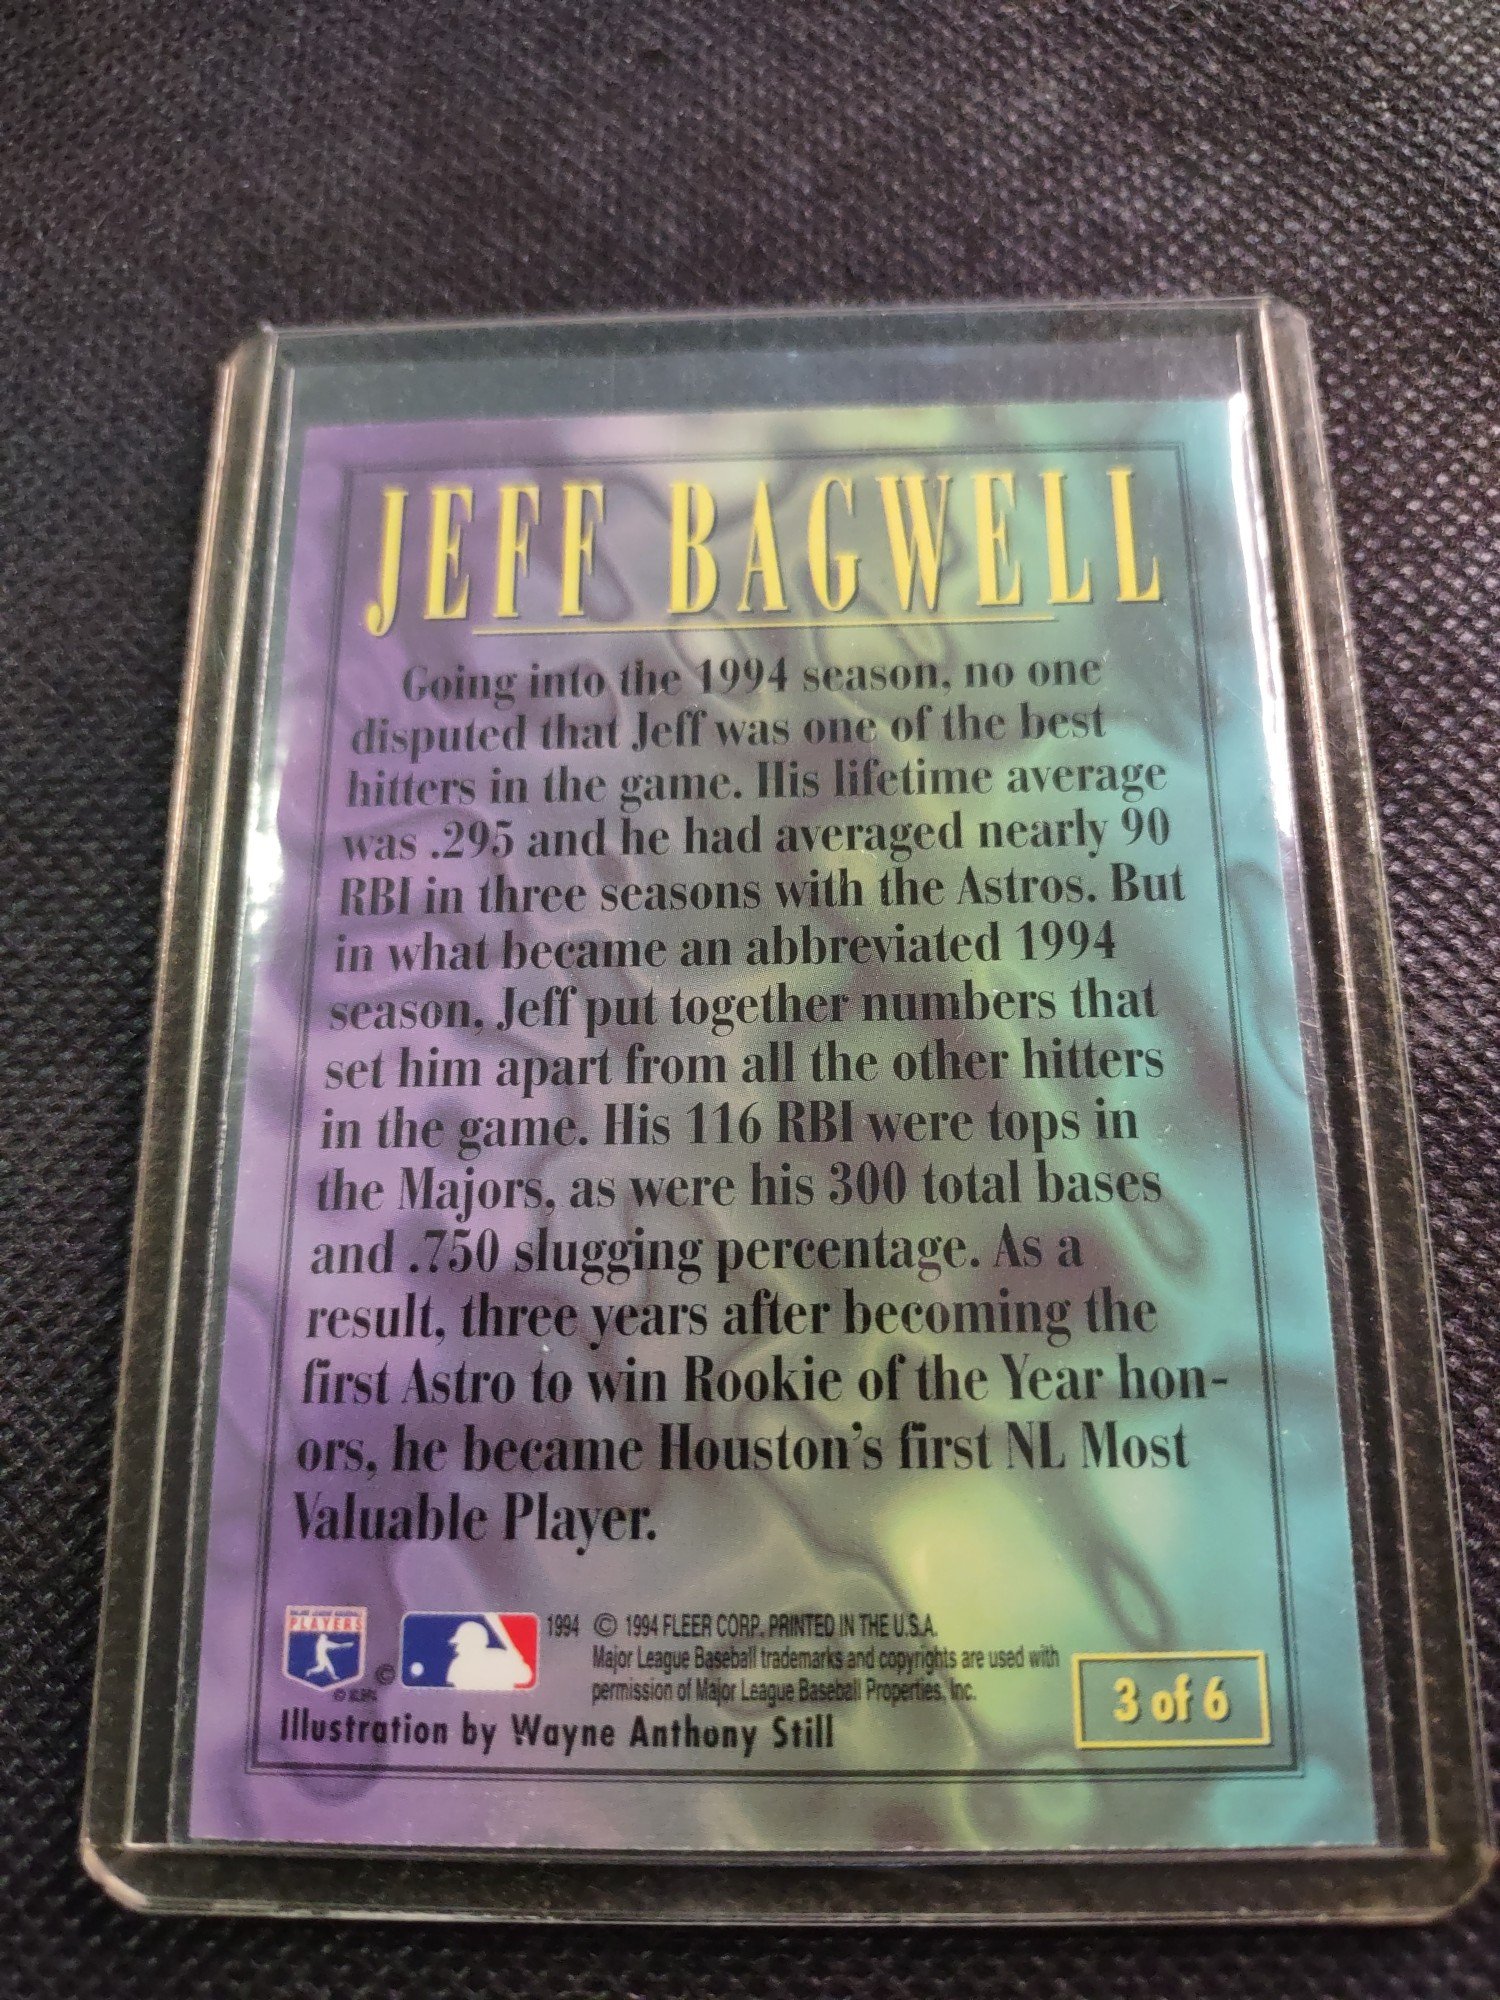 JEFF BAGWELL
Going into the 1994 season, no one
disputed that Jeff was one of the best
hitters in the game. His lifetime average
was .295 and he had averaged nearly 90
RBI in three seasons with the Astros. But
in what became an abbreviated 1994
season, Jeff put together numbers that
set him apart from all the other hitters
in the game. His 116 RBI were tops in
the Majors, as were his 300 total bases
and .750 slugging percentage. As a
result, three years after becoming the
first Astro to win Rookie of the Year hon-
ors, he became Houston's first NL Most
Valuable Player.
MAJOR LEAGUE BASEBALL
PLAYERS
©
1994 © 1994 FLEER CORP. PRINTED IN THE U.S.A.
Major League Baseball trademarks and copyrights are used with
permission of Major League Baseball Properties, Inc.
Illustration by Wayne Anthony Still
3 of 6